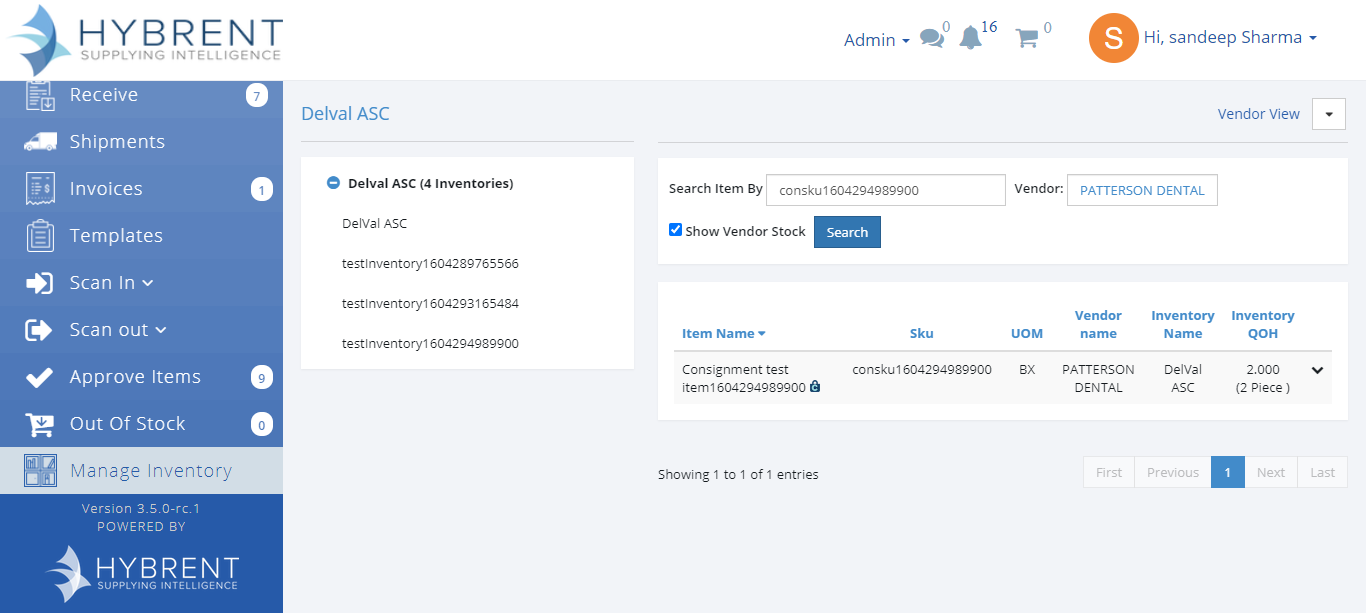 HYBRENT
SUPPLYING INTELLIGENCE
Admin
0
16
0
S
Hi, sandeep Sharma
Receive
7
Shipments
Invoices
1
Templates
Scan In
Scan out
Approve Items
9
Out Of Stock
0
Manage Inventory
Version 3.5.0-rc.1
POWERED BY
HYBRENT
SUPPLYING INTELLIGENCE
Delval ASC
Vendor View
Delval ASC (4 Inventories)
DelVal ASC
testInventory1604289765566
testInventory1604293165484
testInventory1604294989900
Search Item By consku1604294989900 Vendor: PATTERSON DENTAL
Show Vendor Stock Search
Item Name Sku UOM Vendor name Inventory Name Inventory QOH
Consignment test item1604294989900 consku1604294989900 BX PATTERSON DENTAL DelVal ASC 2.000 (2 Piece )
Showing 1 to 1 of 1 entries
First Previous 1 Next Last